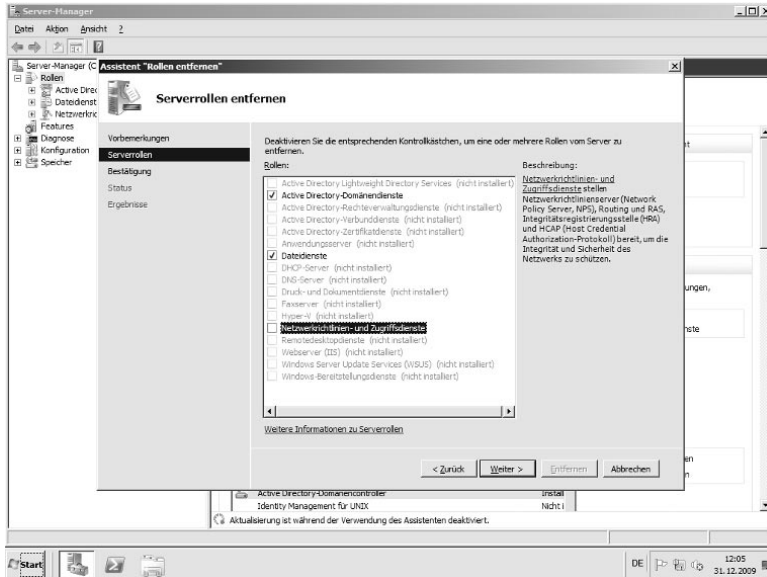 Server-Manager
Datei Aktion Ansicht ?
Server-Manager (C
Rollen
Active Direc
Dateidienst
Netzwerkric
Features
Diagnose
Konfiguration
Speicher
Assistent "Rollen entfernen"
Serverrollen entfernen
Vorbemerkungen
Serverrollen
Bestätigung
Status
Ergebnisse
Deaktivieren Sie die entsprechenden Kontrollkästchen, um eine oder mehrere Rollen vom Server zu
entfernen.
Rollen:
Active Directory Lightweight Directory Services (nicht installiert)
Active Directory-Domänendienste
Active Directory-Rechteverwaltungsdienste (nicht installiert)
Active Directory-Verbunddienste (nicht installiert)
Active Directory-Zertifikatdienste (nicht installiert)
Anwendungsserver (nicht installiert)
Dateidienste
DHCP-Server (nicht installiert)
DNS-Server (nicht installiert)
Druck- und Dokumentdienste (nicht installiert)
Faxserver (nicht installiert)
Hyper-V (nicht installiert)
Netzwerkrichtlinien- und Zugriffsdienste
Remotedesktopdienste (nicht installiert)
Webserver (IIS) (nicht installiert)
Windows Server Update Services (WSUS) (nicht installiert)
Windows-Bereitstellungsdienste (nicht installiert)
Beschreibung:
Netzwerkrichtlinien- und
Zugriffsdienste stellen
Netzwerkrichtlinienserver (Network
Policy Server, NPS), Routing und RAS,
Integritätsregistrierungsstelle (HRA)
und HCAP (Host Credential
Authorization-Protokoll) bereit, um die
Integrität und Sicherheit des
Netzwerks zu schützen.
Weitere Informationen zu Serverrollen
< Zurück
Weiter >
Entfernen
Abbrechen
ht
ungen,
nste
en
n
Active Directory-Domänencontroller Install
Identity Management für UNIX Nicht i
Aktualisierung ist während der Verwendung des Assistenten deaktiviert.
Start
DE
12:05
31.12.2009